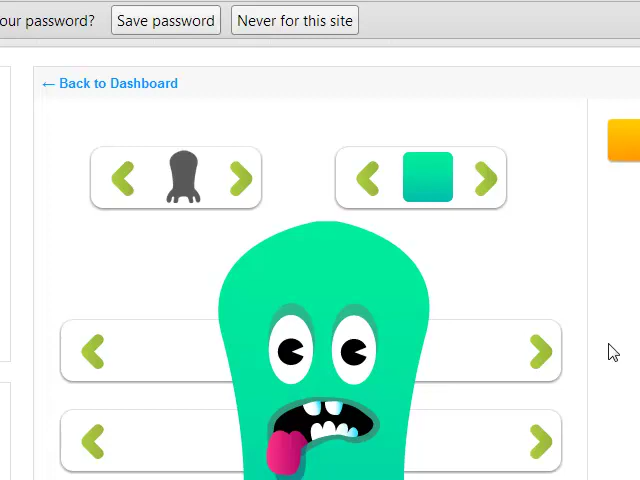 our password?
Save password
Never for this site
← Back to Dashboard